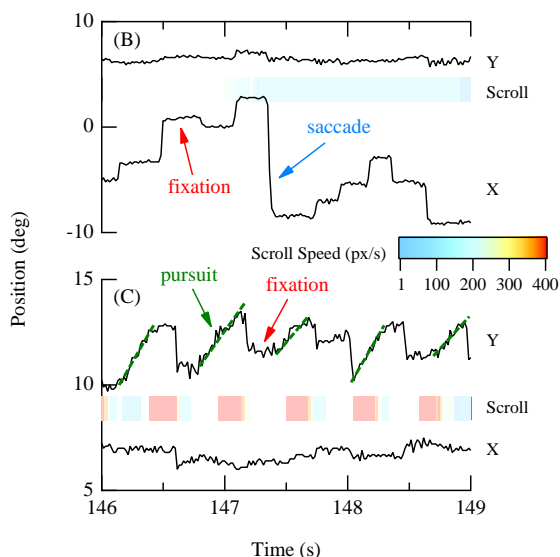 10
(B)
Y
Scroll
0
saccade
fixation
X
-10
Scroll Speed (px/s)
1 100 200 300 400
Position (deg)
15
(C)
pursuit
fixation
Y
10
Scroll
X
5
146 147 148 149
Time (s)